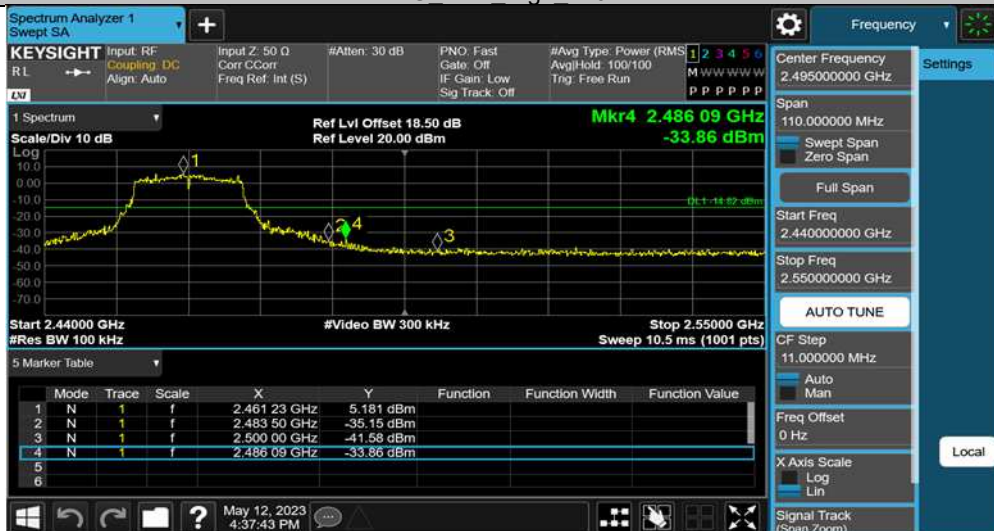 Spectrum Analyzer 1
Swept SA
+
Frequency
KEYSIGHT
RL
LXI
Input: RF
Coupling: DC
Align: Auto
Input Z: 50 Ω
Corr CCorr
Freq Ref: Int (S)
#Atten: 30 dB
PNO: Fast
Gate: Off
IF Gain: Low
Sig Track: Off
#Avg Type: Power (RMS
Avg|Hold: 100/100
Trig: Free Run
1 2 3 4 5 6
M W W W W W
P P P P P P
1 Spectrum
Scale/Div 10 dB
Ref Lvl Offset 18.50 dB
Ref Level 20.00 dBm
Mkr4 2.486 09 GHz
-33.86 dBm
Log
10.0
0.00
-10.0
-20.0
-30.0
-40.0
-50.0
-60.0
-70.0
1
2
4
3
DL1 -14.82 dBm
Start 2.44000 GHz
#Video BW 300 kHz
Stop 2.55000 GHz
#Res BW 100 kHz
Sweep 10.5 ms (1001 pts)
5 Marker Table
Mode Trace Scale X Y Function Function Width Function Value
1 N 1 f 2.461 23 GHz 5.181 dBm
2 N 1 f 2.483 50 GHz -35.15 dBm
3 N 1 f 2.500 00 GHz -41.58 dBm
4 N 1 f 2.486 09 GHz -33.86 dBm
5
6
?
May 12, 2023
4:37:43 PM
Center Frequency
2.495000000 GHz
Span
110.000000 MHz
Swept Span
Zero Span
Full Span
Start Freq
2.440000000 GHz
Stop Freq
2.550000000 GHz
AUTO TUNE
CF Step
11.000000 MHz
Auto
Man
Freq Offset
0 Hz
X Axis Scale
Log
Lin
Signal Track
(Span Zoom)
Settings
Local